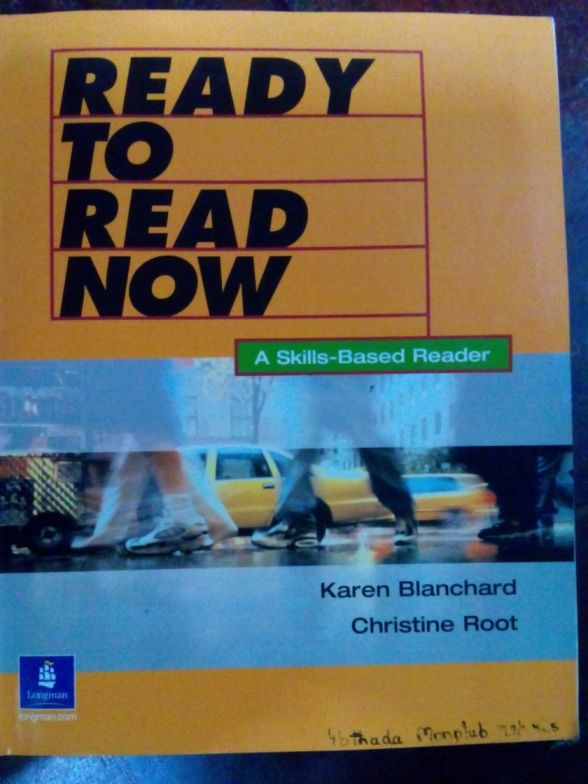 READY
TO
READ
NOW
A Skills-Based Reader
Karen Blanchard
Christine Root
Longman
longman.com